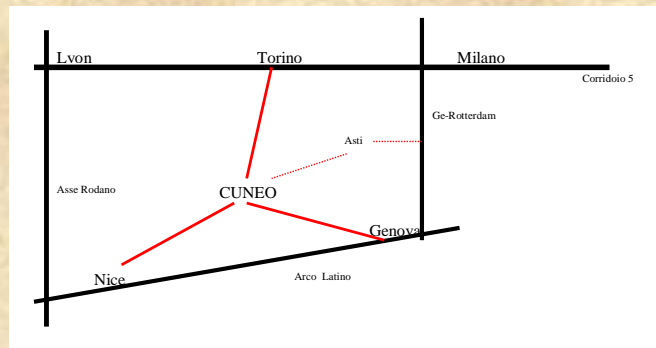 Lyon Torino Milano
Corridoio 5
Ge-Rotterdam
Asti
Asse Rodano
CUNEO
Genova
Nice
Arco Latino